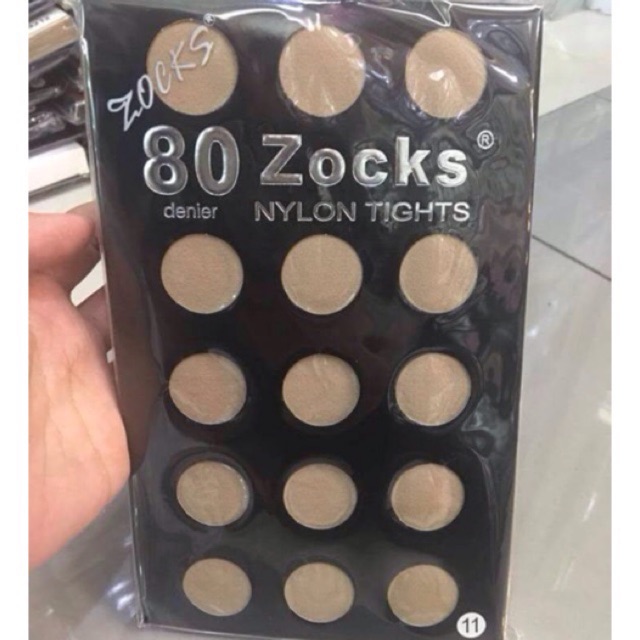 ZOCKS
80 Zocks®
denier NYLON TIGHTS
11